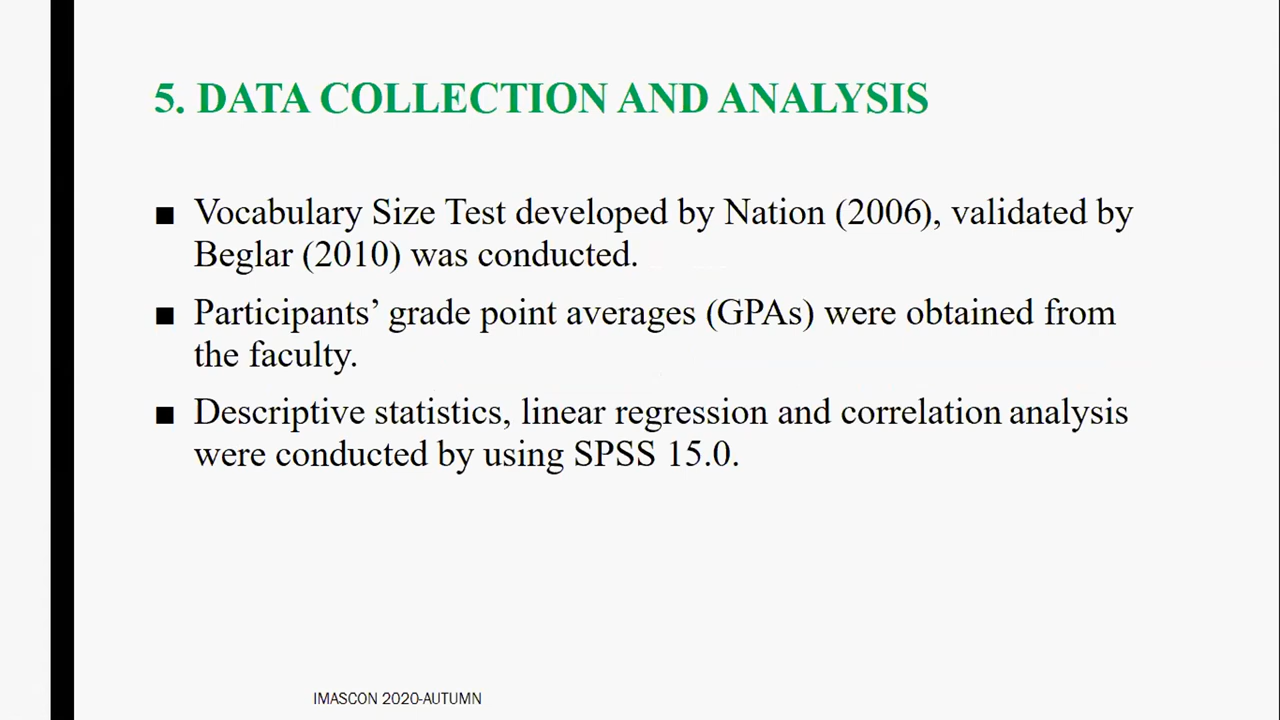 5. DATA COLLECTION AND ANALYSIS
■ Vocabulary Size Test developed by Nation (2006), validated by
Beglar (2010) was conducted.
■ Participants’ grade point averages (GPAs) were obtained from
the faculty.
■ Descriptive statistics, linear regression and correlation analysis
were conducted by using SPSS 15.0.
IMASCON 2020-AUTUMN